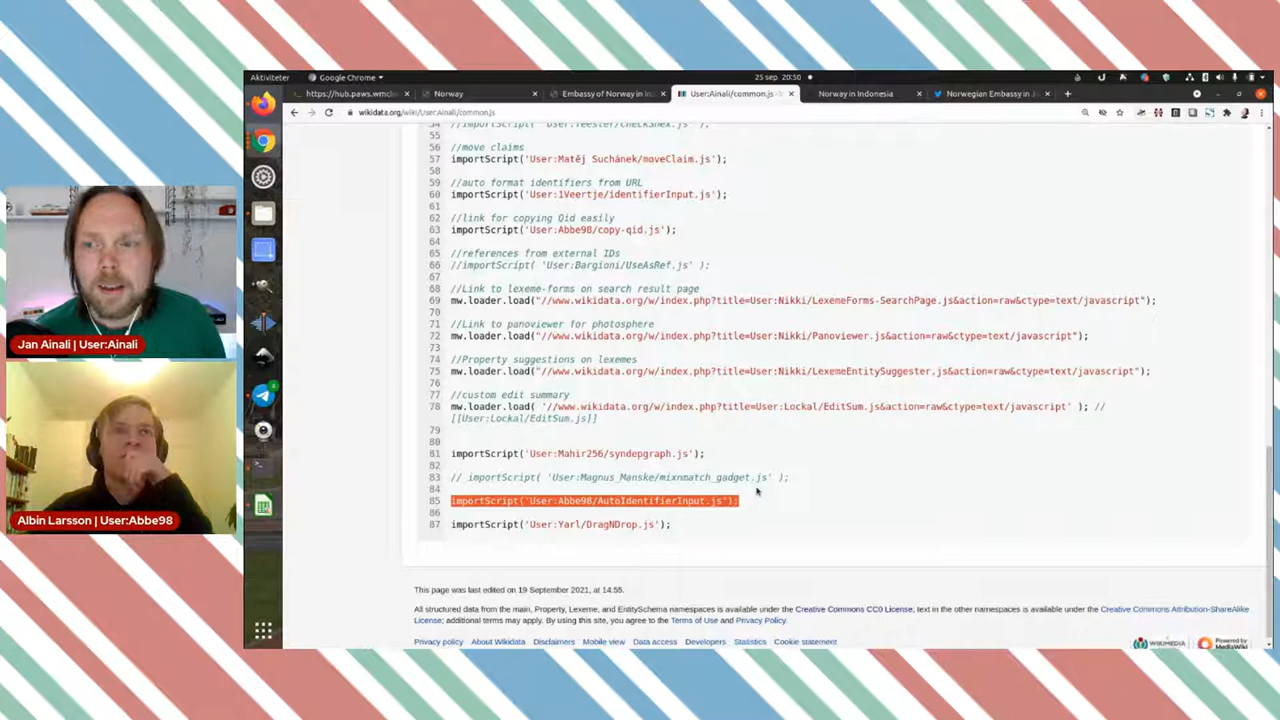 Aktiviteter
Google Chrome
25 sep 20:50
Norway
Embassy of Norway in In
User:Ainali/common.js -
Norway in Indonesia
Norwegian Embassy in J
wikidata.org/wiki/User:Ainali/common.js
54 //importScript( 'User:Teester/CheckShex.js' );
55
56 //move claims
57 importScript('User:Matěj Suchánek/moveClaim.js');
58
59 //auto format identifiers from URL
60 importScript('User:1Veertje/identifierInput.js');
61
62 //link for copying Qid easily
63 importScript('User:Abbe98/copy-qid.js');
64
65 //references from external IDs
66 //importScript( 'User:Bargioni/UseAsRef.js' );
67
68 //Link to lexeme-forms on search result page
69 mw.loader.load("//www.wikidata.org/w/index.php?title=User:Nikki/LexemeForms-SearchPage.js&action=raw&ctype=text/javascript");
70
71 //Link to panoviewer for photosphere
72 mw.loader.load("//www.wikidata.org/w/index.php?title=User:Nikki/Panoviewer.js&action=raw&ctype=text/javascript");
73
74 //Property suggestions on lexemes
75 mw.loader.load("//www.wikidata.org/w/index.php?title=User:Nikki/LexemeEntitySuggester.js&action=raw&ctype=text/javascript");
76
77 //custom edit summary
78 mw.loader.load( '//www.wikidata.org/w/index.php?title=User:Lockal/EditSum.js&action=raw&ctype=text/javascript' ); //
[[User:Lockal/EditSum.js]]
79
80
81 importScript('User:Mahir256/syndepgraph.js');
82
83 // importScript( 'User:Magnus_Manske/mixnmatch_gadget.js' );
84
85 importScript('User:Abbe98/AutoIdentifierInput.js');
86
87 importScript('User:Yarl/DragNDrop.js');
This page was last edited on 19 September 2021, at 14:55.
All structured data from the main, Property, Lexeme, and EntitySchema namespaces is available under the Creative Commons CC0 License, text in the other namespaces is available under the Creative Commons Attribution-ShareAlike
License; additional terms may apply. By using this site, you agree to the Terms of Use and Privacy Policy.
Privacy policy About Wikidata Disclaimers Mobile view Data access Developers Statistics Cookie statement
WIKIMEDIA
Powered by
MediaWiki
Jan Ainali | User:Ainali
Albin Larsson | User:Abbe98